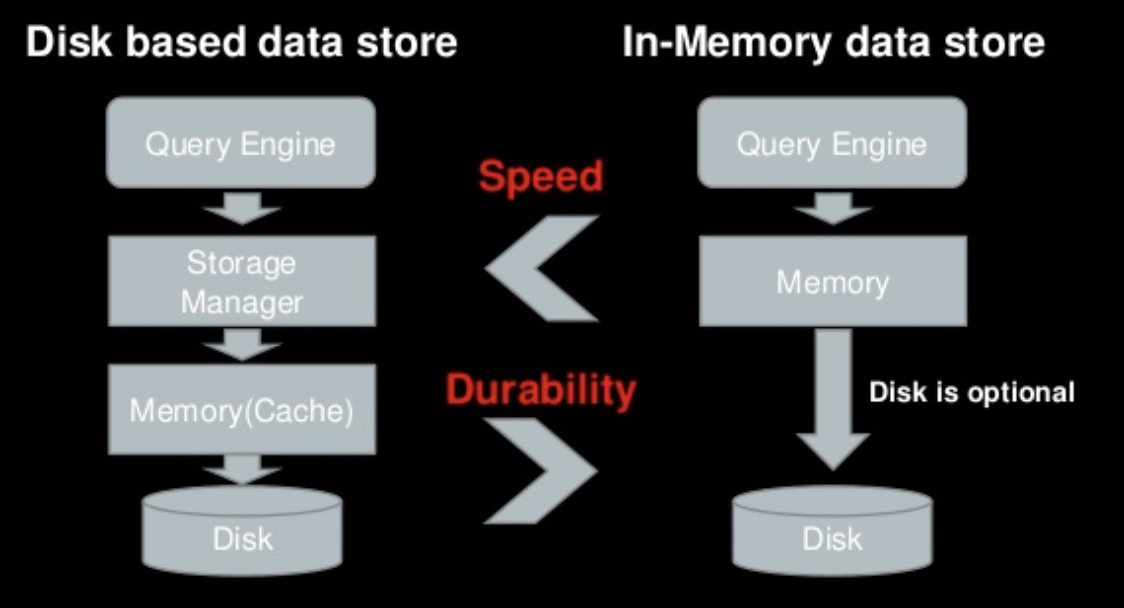 Disk based data store
In-Memory data store
Query Engine
Storage
Manager
Memory(Cache)
Disk
Speed
Durability
Query Engine
Memory
Disk is optional
Disk